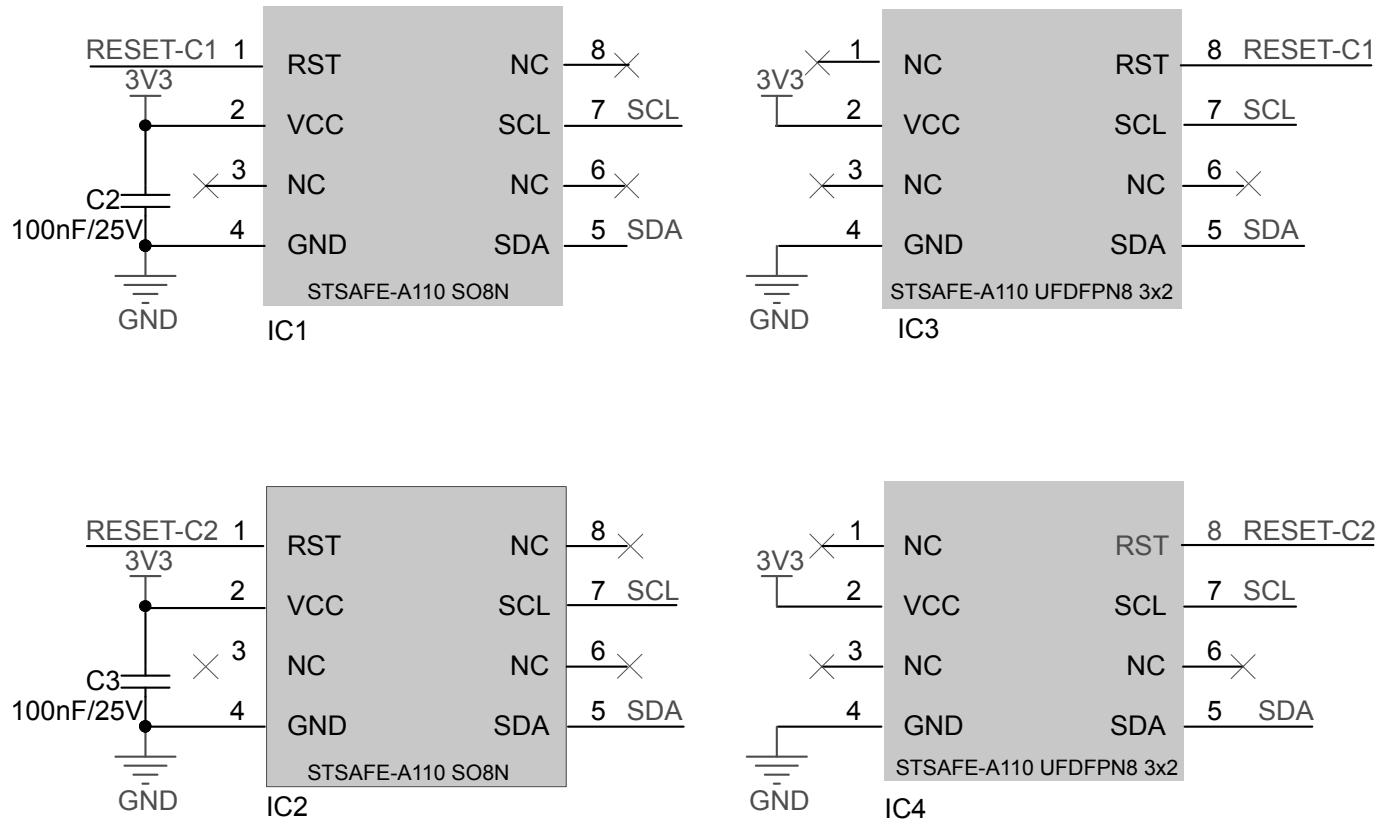 RESET-C1 1 RST NC 8
3V3
2 VCC SCL 7 SCL
3 NC NC 6
C2
100nF/25V 4 GND SDA 5 SDA
STSAFE-A110 SO8N
GND
IC1
1 NC RST 8 RESET-C1
3V3
2 VCC SCL 7 SCL
3 NC NC 6
4 GND SDA 5 SDA
STSAFE-A110 UFDFPN8 3x2
GND
IC3
RESET-C2 1 RST NC 8
3V3
2 VCC SCL 7 SCL
3 NC NC 6
C3
100nF/25V 4 GND SDA 5 SDA
STSAFE-A110 SO8N
GND
IC2
1 NC RST 8 RESET-C2
3V3
2 VCC SCL 7 SCL
3 NC NC 6
4 GND SDA 5 SDA
STSAFE-A110 UFDFPN8 3x2
GND
IC4